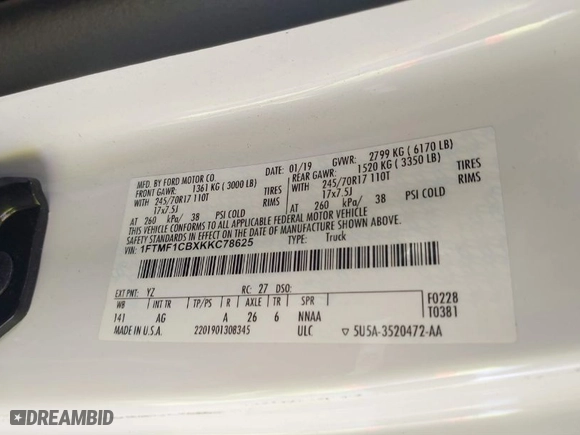 MFD. BY FORD MOTOR CO.
DATE: 01/19 GVWR: 2799 KG ( 6170 LB)
FRONT GAWR: 1361 KG ( 3000 LB) REAR GAWR: 1520 KG ( 3350 LB)
WITH 245/70R17 110T TIRES WITH 245/70R17 110T TIRES
17x7.5J RIMS 17x7.5J RIMS
AT 260 kPa/ 38 PSI COLD AT 260 kPa/ 38 PSI COLD
THIS VEHICLE CONFORMS TO ALL APPLICABLE FEDERAL MOTOR VEHICLE
SAFETY STANDARDS IN EFFECT ON THE DATE OF MANUFACTURE SHOWN ABOVE.
VIN: 1FTMF1CBXKKC78625 TYPE: Truck
EXT PNT: YZ RC: 27 DSO:
WB INT TR TP/PS R AXLE TR SPR F0228
141 AG A 26 6 NNAA T0381
MADE IN U.S.A. 2201901308345 ULC ▽ 5U5A-3520472-AA
DREAMBID